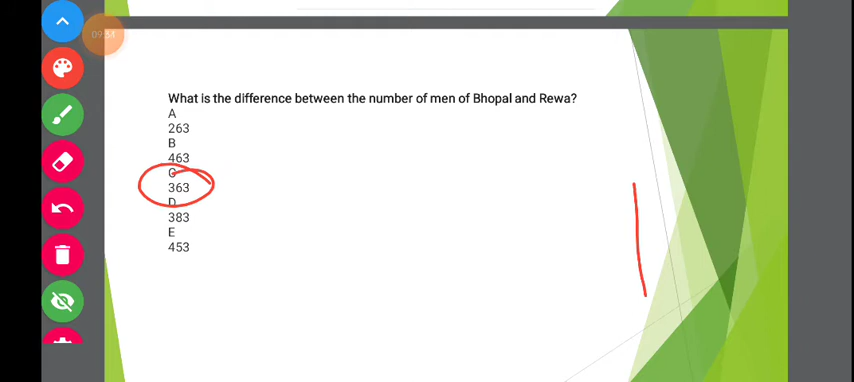 What is the difference between the number of men of Bhopal and Rewa?
A
263
B
463
C
363
D
383
E
453